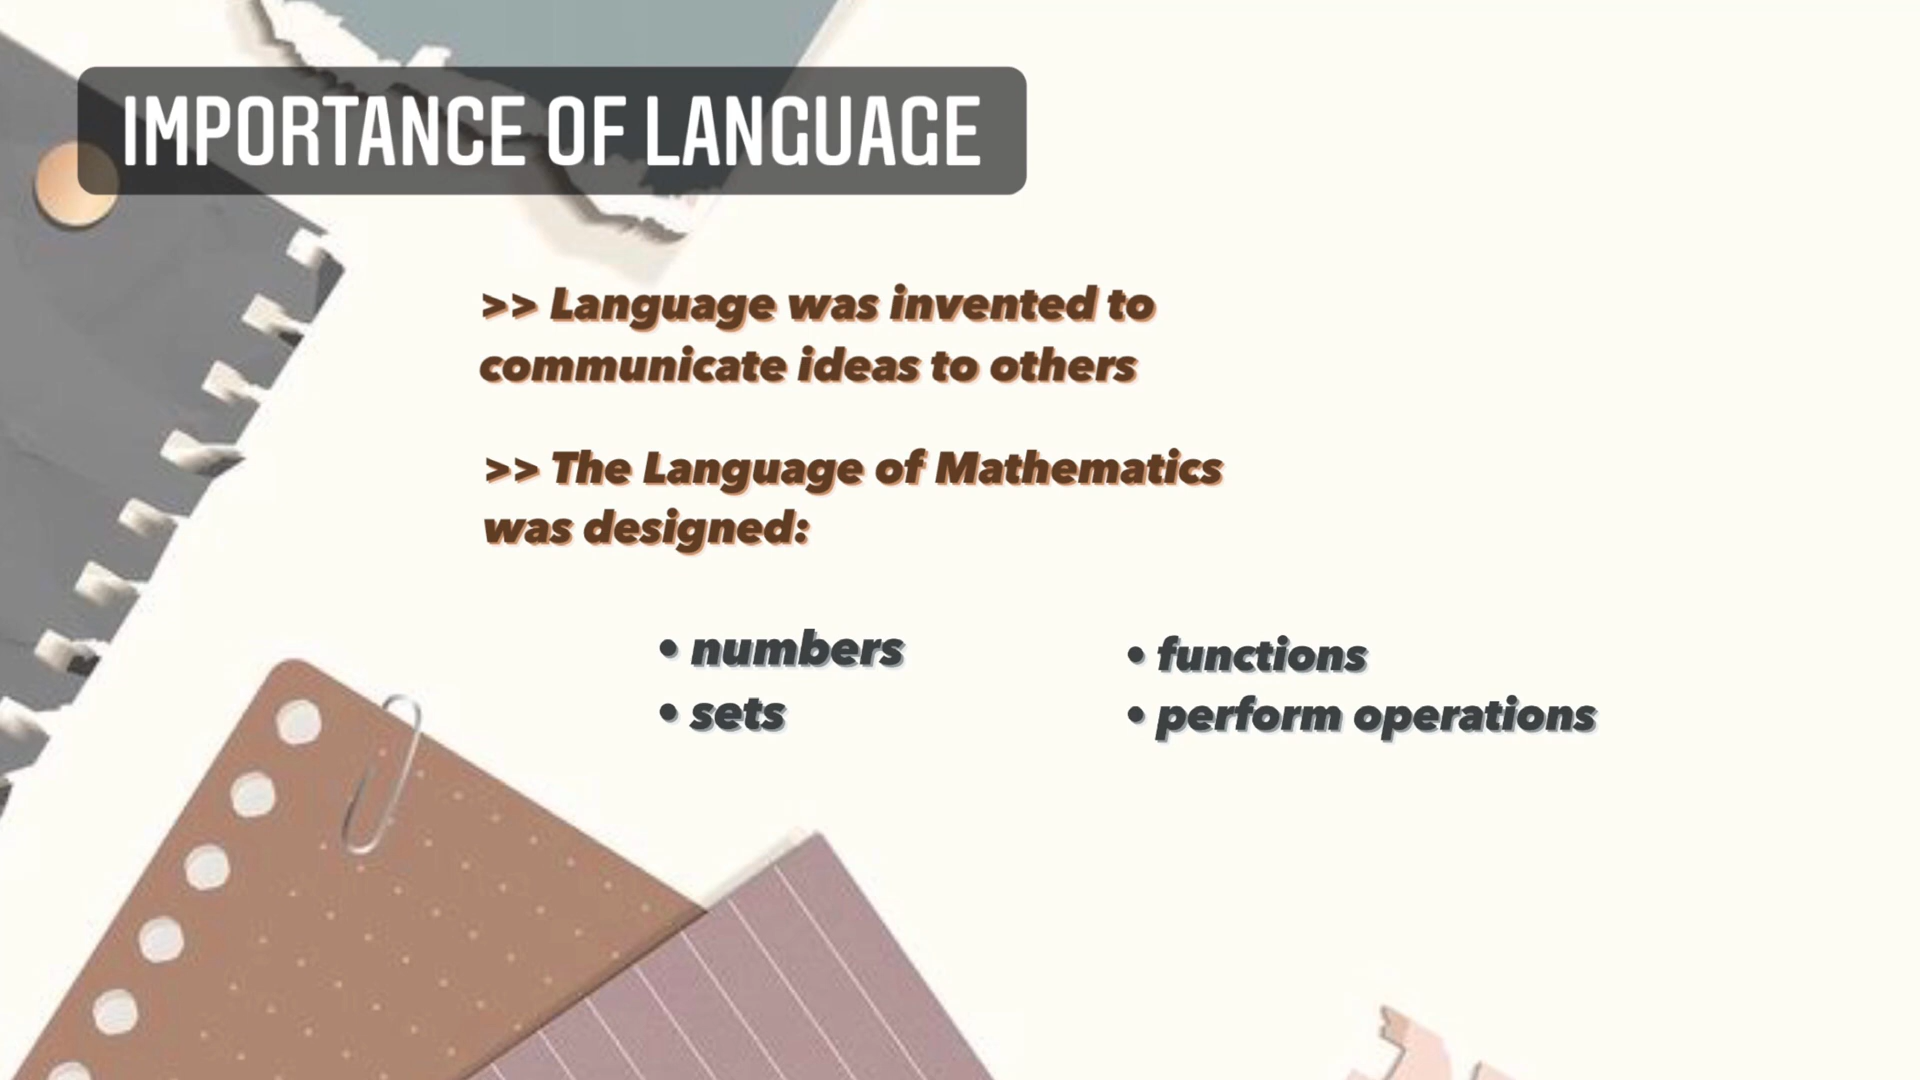 IMPORTANCE OF LANGUAGE
>> Language was invented to
communicate ideas to others
>> The Language of Mathematics
was designed:
• numbers
• sets
• functions
• perform operations